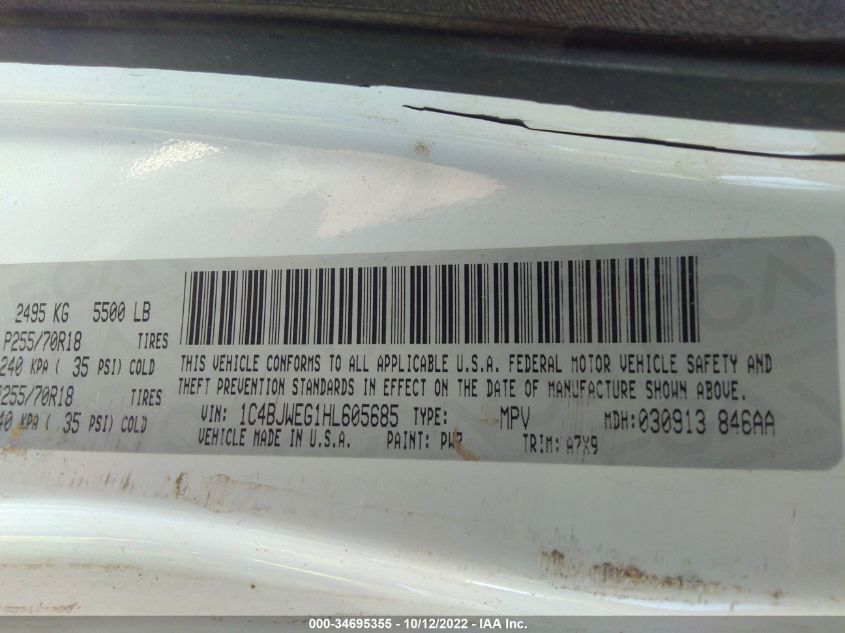 2495 KG 5500 LB
P255/70R18 TIRES
240 KPA ( 35 PSI) COLD
255/70R18 TIRES
40 KPA ( 35 PSI) COLD
THIS VEHICLE CONFORMS TO ALL APPLICABLE U.S.A. FEDERAL MOTOR VEHICLE SAFETY AND
THEFT PREVENTION STANDARDS IN EFFECT ON THE DATE OF MANUFACTURE SHOWN ABOVE.
VIN: 1C4BJWEG1HL605685 TYPE: MPV MDH:030913 846AA
VEHICLE MADE IN U.S.A. PAINT: PW7 TRIM: A7X9
000-34695355 - 10/12/2022 - IAA Inc.